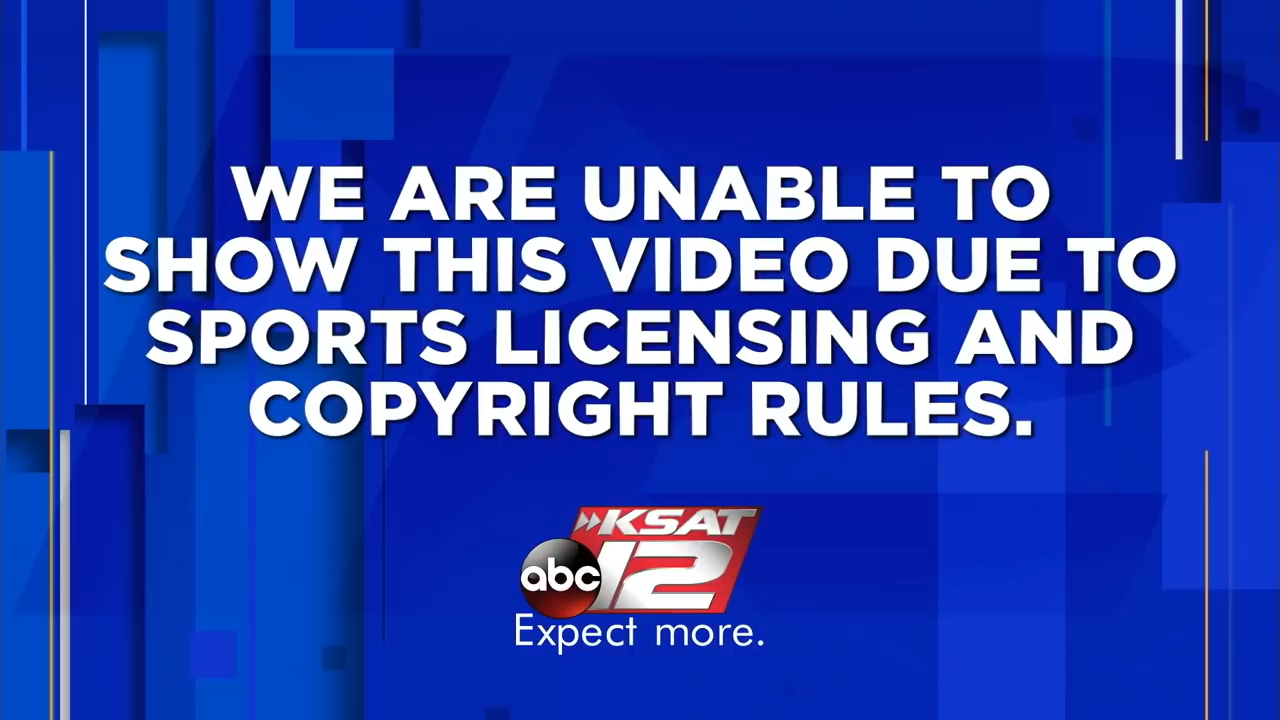 WE ARE UNABLE TO
SHOW THIS VIDEO DUE TO
SPORTS LICENSING AND
COPYRIGHT RULES.
KSAT
abc 12
Expect more.